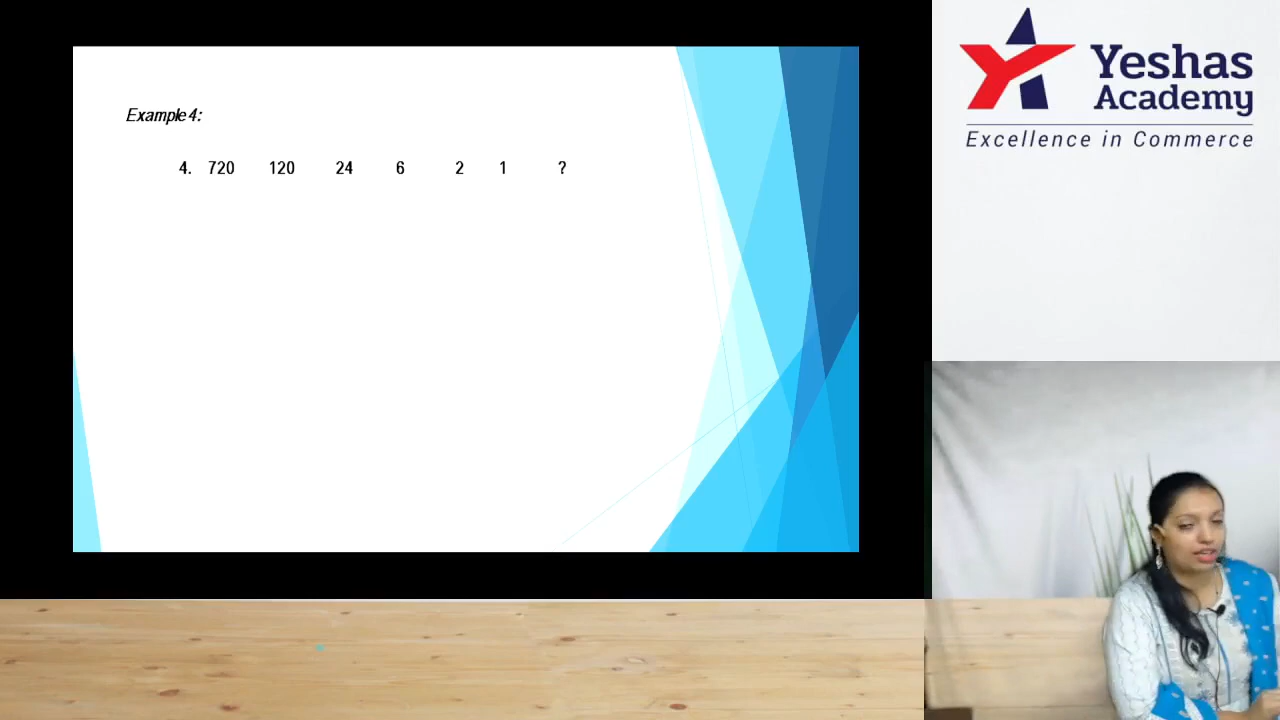 Example 4:
4. 720 120 24 6 2 1 ?
Yeshas
Academy
Excellence in Commerce